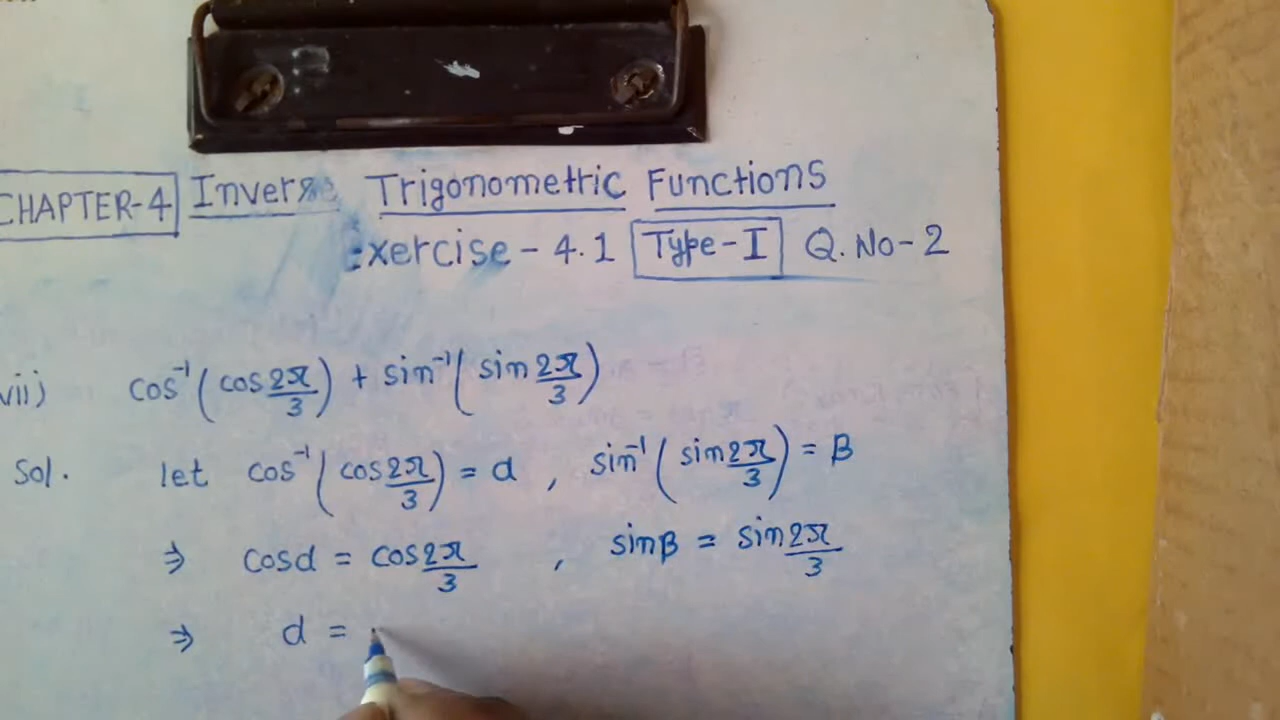 CHAPTER-4 Inverse Trigonometric Functions
Exercise - 4.1 Type-I Q. No-2
vii) cos⁻¹(cos 2π/3) + sin⁻¹(sin 2π/3)
Sol. let cos⁻¹(cos 2π/3) = α , sin⁻¹(sin 2π/3) = β
⇒ cosα = cos 2π/3 , sinβ = sin 2π/3
⇒ α =